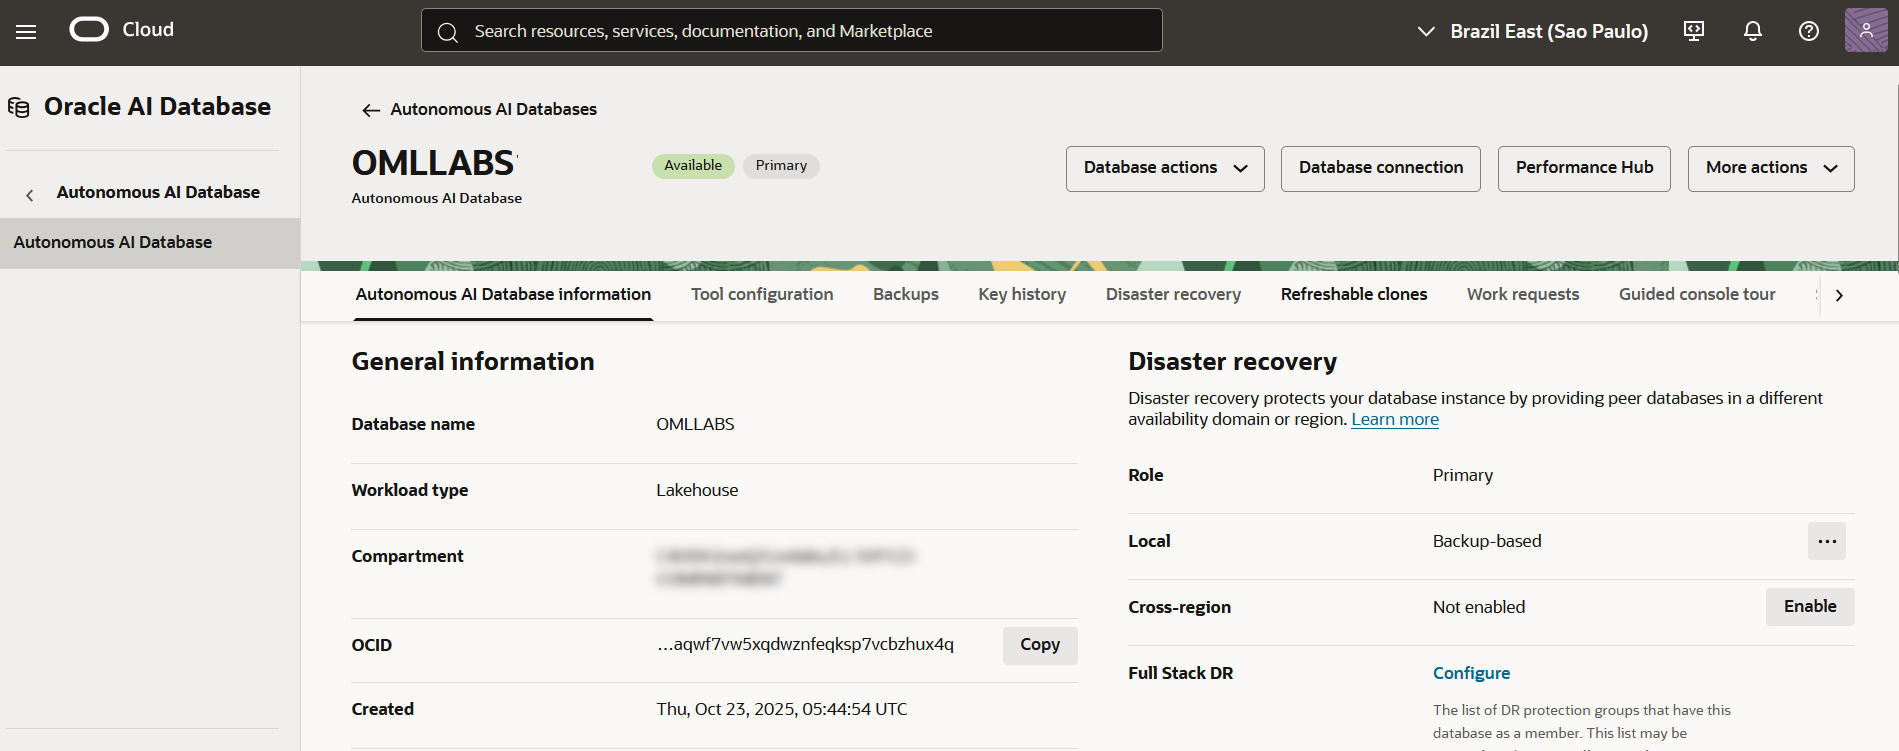 Cloud
Search resources, services, documentation, and Marketplace
Brazil East (Sao Paulo)
Oracle AI Database
Autonomous AI Database
Autonomous AI Database
Autonomous AI Databases
OMLLABS
Available
Primary
Autonomous AI Database
Database actions
Database connection
Performance Hub
More actions
Autonomous AI Database information
Tool configuration
Backups
Key history
Disaster recovery
Refreshable clones
Work requests
Guided console tour
General information
Database name
OMLLABS
Workload type
Lakehouse
Compartment
OCID
...aqwf7vw5xqdwznfeqksp7vcbzhux4q
Copy
Created
Thu, Oct 23, 2025, 05:44:54 UTC
Disaster recovery
Disaster recovery protects your database instance by providing peer databases in a different
availability domain or region. Learn more
Role
Primary
Local
Backup-based
Cross-region
Not enabled
Enable
Full Stack DR
Configure
The list of DR protection groups that have this
database as a member. This list may be